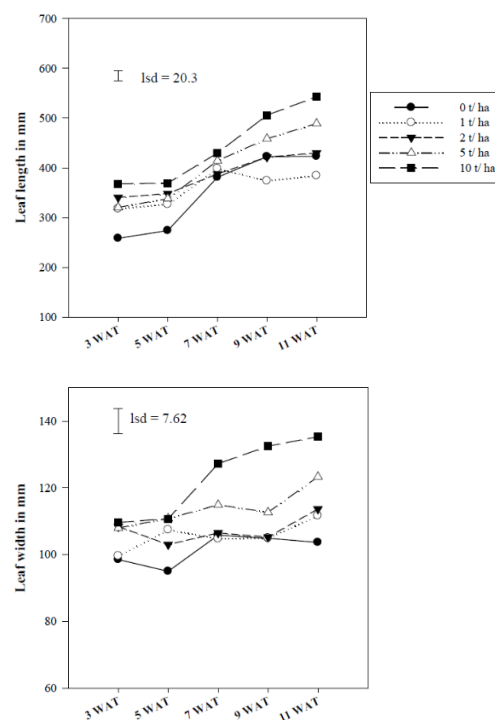 700
600
500
400
300
200
100
Leaf length in mm
lsd = 20.3
3 WAT
5 WAT
7 WAT
9 WAT
11 WAT
0 t/ ha
1 t/ ha
2 t/ ha
5 t/ ha
10 t/ ha
140
120
100
80
60
Leaf width in mm
lsd = 7.62
3 WAT
5 WAT
7 WAT
9 WAT
11 WAT